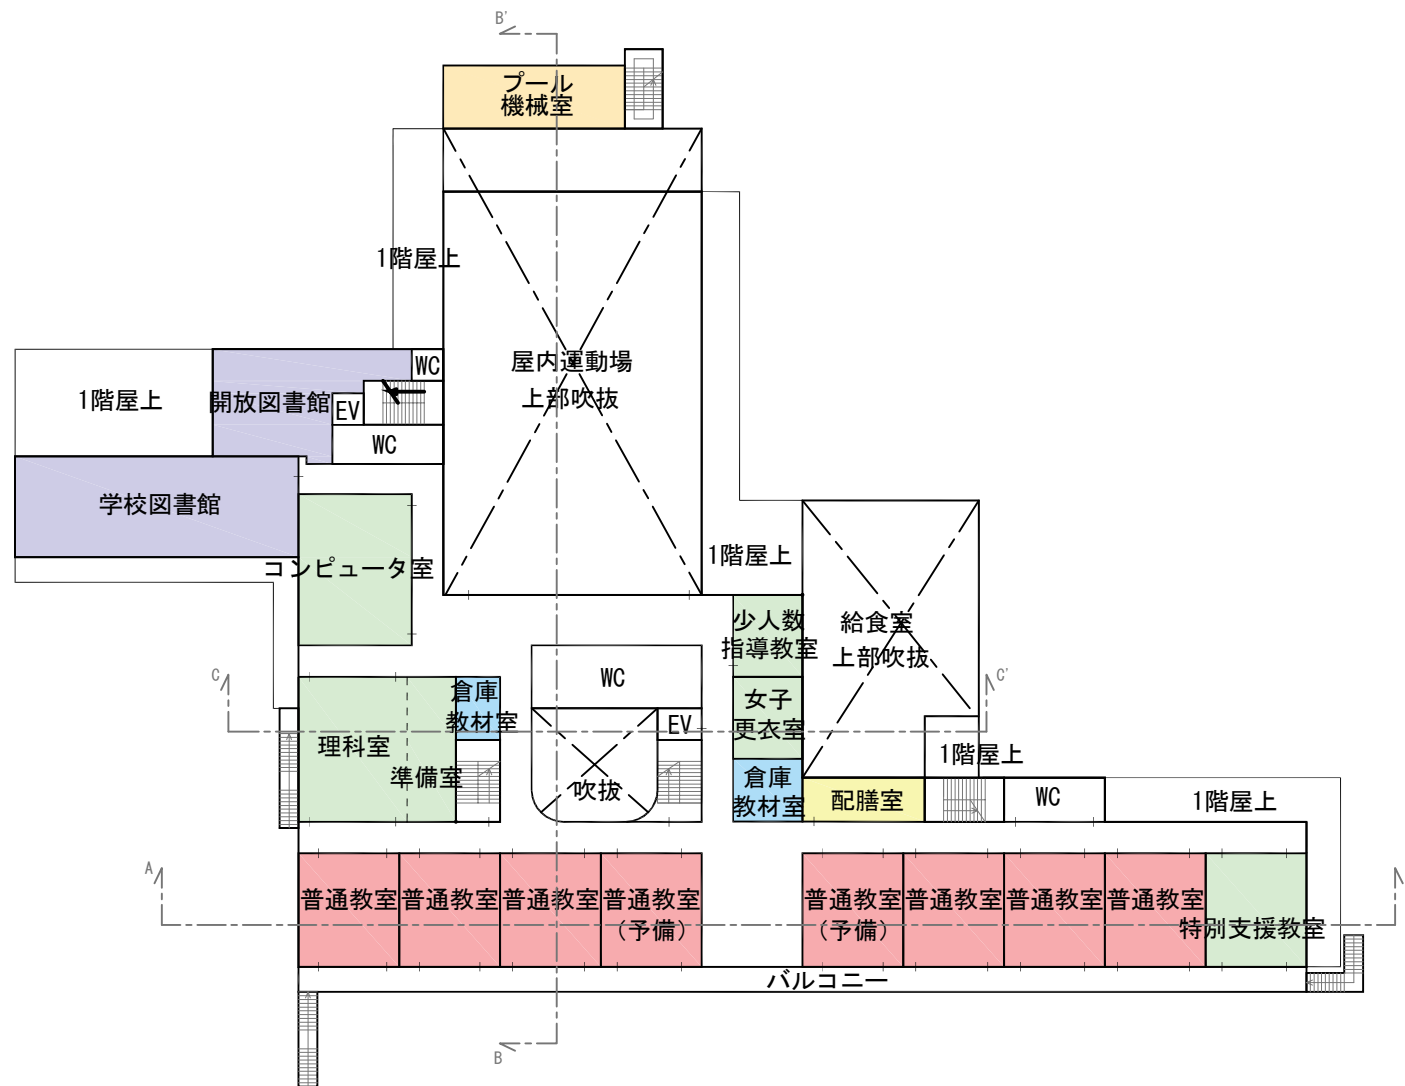 B'
プール
機械室
1階屋上
屋内運動場
上部吹抜
WC
1階屋上
開放図書館
EV
WC
学校図書館
コンピュータ室
1階屋上
少人数
指導教室
給食室
上部吹抜
C
C'
倉庫
教材室
WC
女子
更衣室
EV
理科室
準備室
吹抜
倉庫
教材室
配膳室
1階屋上
WC
1階屋上
A
普通教室
普通教室
普通教室
普通教室
(予備)
普通教室
(予備)
普通教室
普通教室
普通教室
特別支援教室
バルコニー
B